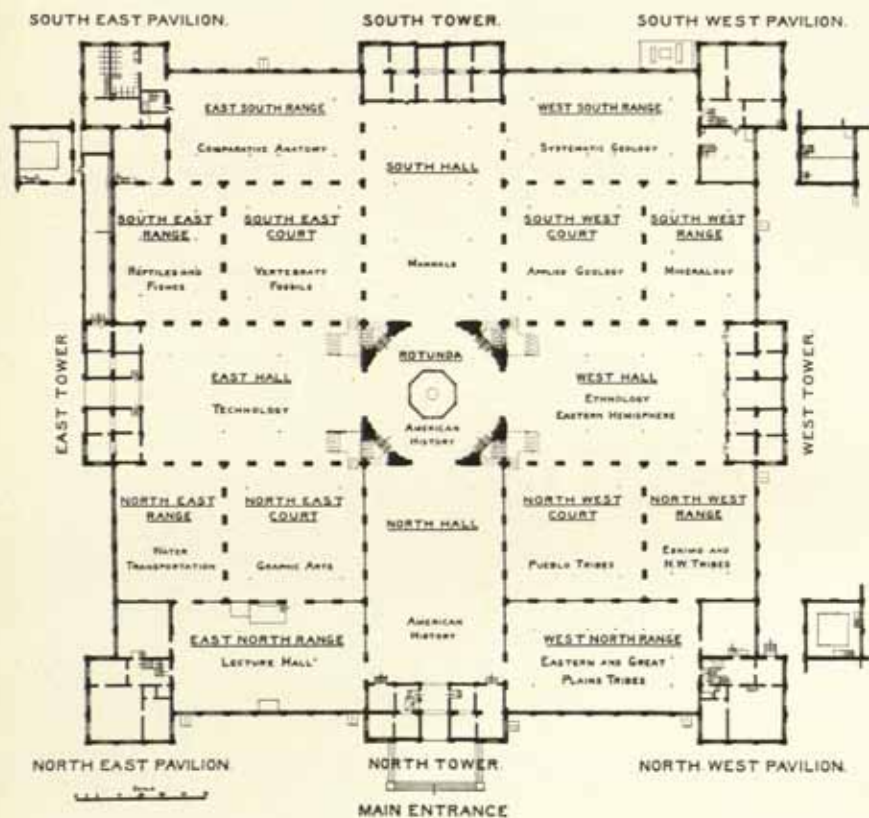 SOUTH EAST PAVILION.
SOUTH TOWER.
SOUTH WEST PAVILION.
EAST SOUTH RANGE
COMPARATIVE ANATOMY
SOUTH HALL
MAMMALS
WEST SOUTH RANGE
SYSTEMATIC GEOLOGY
SOUTH EAST
RANGE
REPTILES AND
FISHES
SOUTH EAST
COURT
VERTEBRATE
FOSSILS
SOUTH WEST
COURT
APPLIED GEOLOGY
SOUTH WEST
RANGE
MINERALOGY
EAST TOWER
EAST HALL
TECHNOLOGY
ROTUNDA
AMERICAN
HISTORY
WEST HALL
ETHNOLOGY
EASTERN HEMISPHERE
WEST TOWER.
NORTH EAST
RANGE
WATER
TRANSPORTATION
NORTH EAST
COURT
GRAPHIC ARTS
NORTH HALL
AMERICAN
HISTORY
NORTH WEST
COURT
PUEBLO TRIBES
NORTH WEST
RANGE
ESKIMO AND
N.W. TRIBES
EAST NORTH RANGE
LECTURE HALL
WEST NORTH RANGE
EASTERN AND GREAT
PLAINS TRIBES
NORTH EAST PAVILION.
NORTH TOWER.
NORTH WEST PAVILION.
SCALE
MAIN ENTRANCE